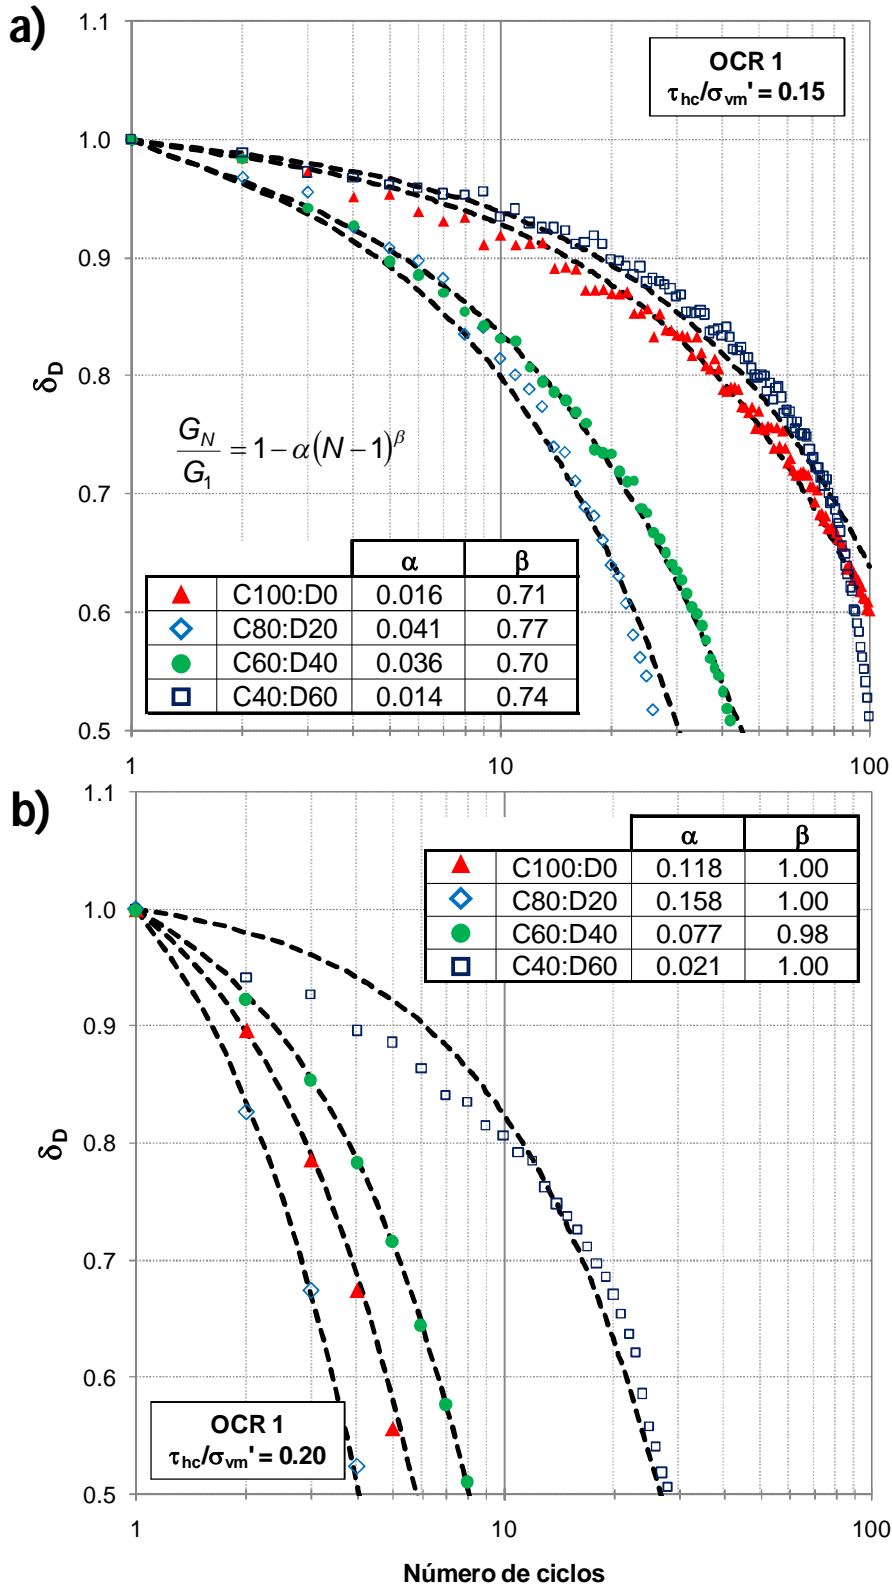 a)
1.1
OCR 1
τhc/σvm' = 0.15
1.0
0.9
0.8
δD
G_N/G_1 = 1 − α(N − 1)^β
0.7
α β
C100:D0 0.016 0.71
0.6
C80:D20 0.041 0.77
C60:D40 0.036 0.70
C40:D60 0.014 0.74
0.5
1 10 100
b)
1.1
α β
C100:D0 0.118 1.00
C80:D20 0.158 1.00
C60:D40 0.077 0.98
C40:D60 0.021 1.00
1.0
0.9
0.8
δD
0.7
0.6
OCR 1
τhc/σvm' = 0.20
0.5
1 10 100
Número de ciclos